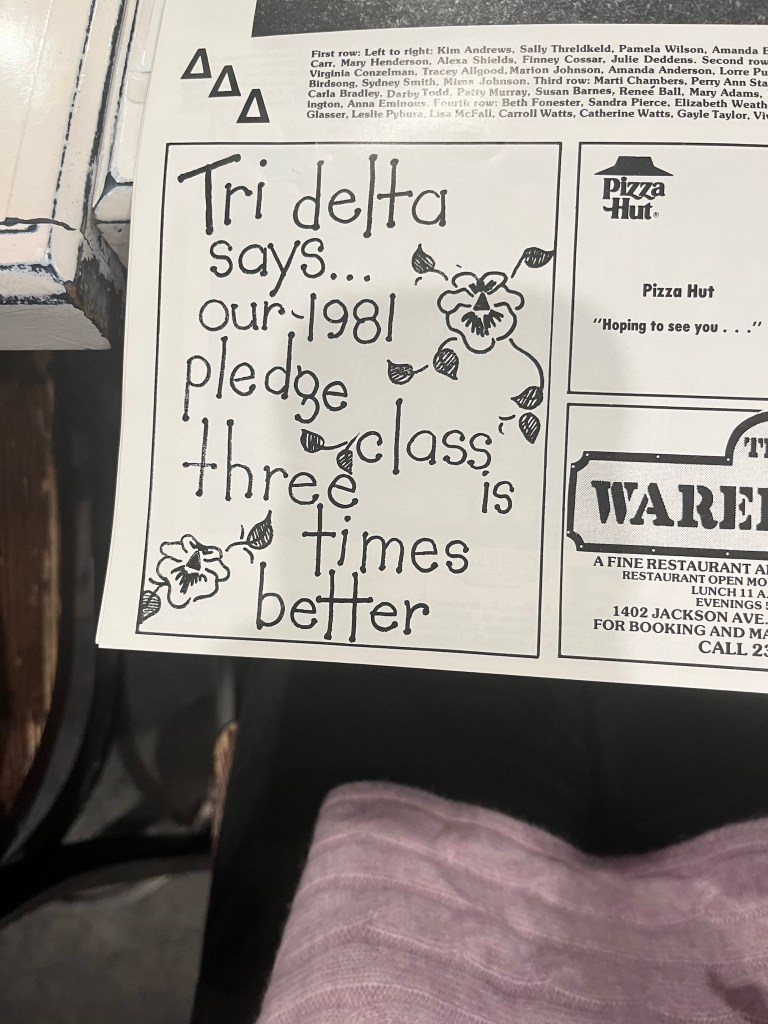 Δ
Δ
Δ
First row: Left to right: Kim Andrews, Sally Threldkeld, Pamela Wilson, Amanda
Carr, Mary Henderson, Alexa Shields, Finney Cossar, Julie Deddens. Second row
Virginia Conzelman, Tracey Allgood, Marion Johnson, Amanda Anderson, Lorre
Birdsong, Sydney Smith, Mims Johnson. Third row: Marti Chambers, Perry Ann
Carla Bradley, Darby Todd, Patty Murray, Susan Barnes, Reneé Ball, Mary Adams,
ington, Anna Eminous. Fourth row: Beth Fonester, Sandra Pierce, Elizabeth
Glasser, Leslie Pybura, Lisa McFall, Carroll Watts, Catherine Watts, Gayle Taylor,
Tri delta
says...
our 1981
pledge
class
three is
times
better
Pizza
Hut®
Pizza Hut
"Hoping to see you . . ."
WARE
A FINE RESTAURANT
RESTAURANT OPEN
LUNCH 11
EVENINGS
1402 JACKSON AVE.
FOR BOOKING AND
CALL